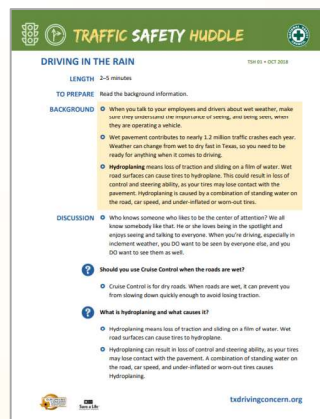 TRAFFIC SAFETY HUDDLE
DRIVING IN THE RAIN
TSH 01 • OCT 2018
LENGTH 2–5 minutes
TO PREPARE Read the background information.
BACKGROUND When you talk to your employees and drivers about wet weather, make
sure they understand the importance of seeing, and being seen, when
they are operating a vehicle.
Wet pavement contributes to nearly 1.2 million traffic crashes each year.
Weather can change from wet to dry fast in Texas, so you need to be
ready for anything when it comes to driving.
Hydroplaning means loss of traction and sliding on a film of water. Wet
road surfaces can cause tires to hydroplane. This could result in loss of
control and steering ability, as your tires may lose contact with the
pavement. Hydroplaning is caused by a combination of standing water on
the road, car speed, and under-inflated or worn-out tires.
DISCUSSION Who knows someone who likes to be the center of attention? We all
know somebody like that. He or she loves being in the spotlight and
enjoys seeing and talking to everyone. When you're driving, especially in
inclement weather, you DO want to be seen by everyone else, and you
DO want to see them as well.
? Should you use Cruise Control when the roads are wet?
Cruise Control is for dry roads. When roads are wet, it can prevent you
from slowing down quickly enough to avoid losing traction.
? What is hydroplaning and what causes it?
Hydroplaning means loss of traction and sliding on a film of water. Wet
road surfaces can cause tires to hydroplane.
Hydroplaning can result in loss of control and steering ability, as your tires
may lose contact with the pavement. A combination of standing water on
the road, car speed, and under-inflated or worn-out tires causes
Hydroplaning.
Save a Life
txdrivingconcern.org